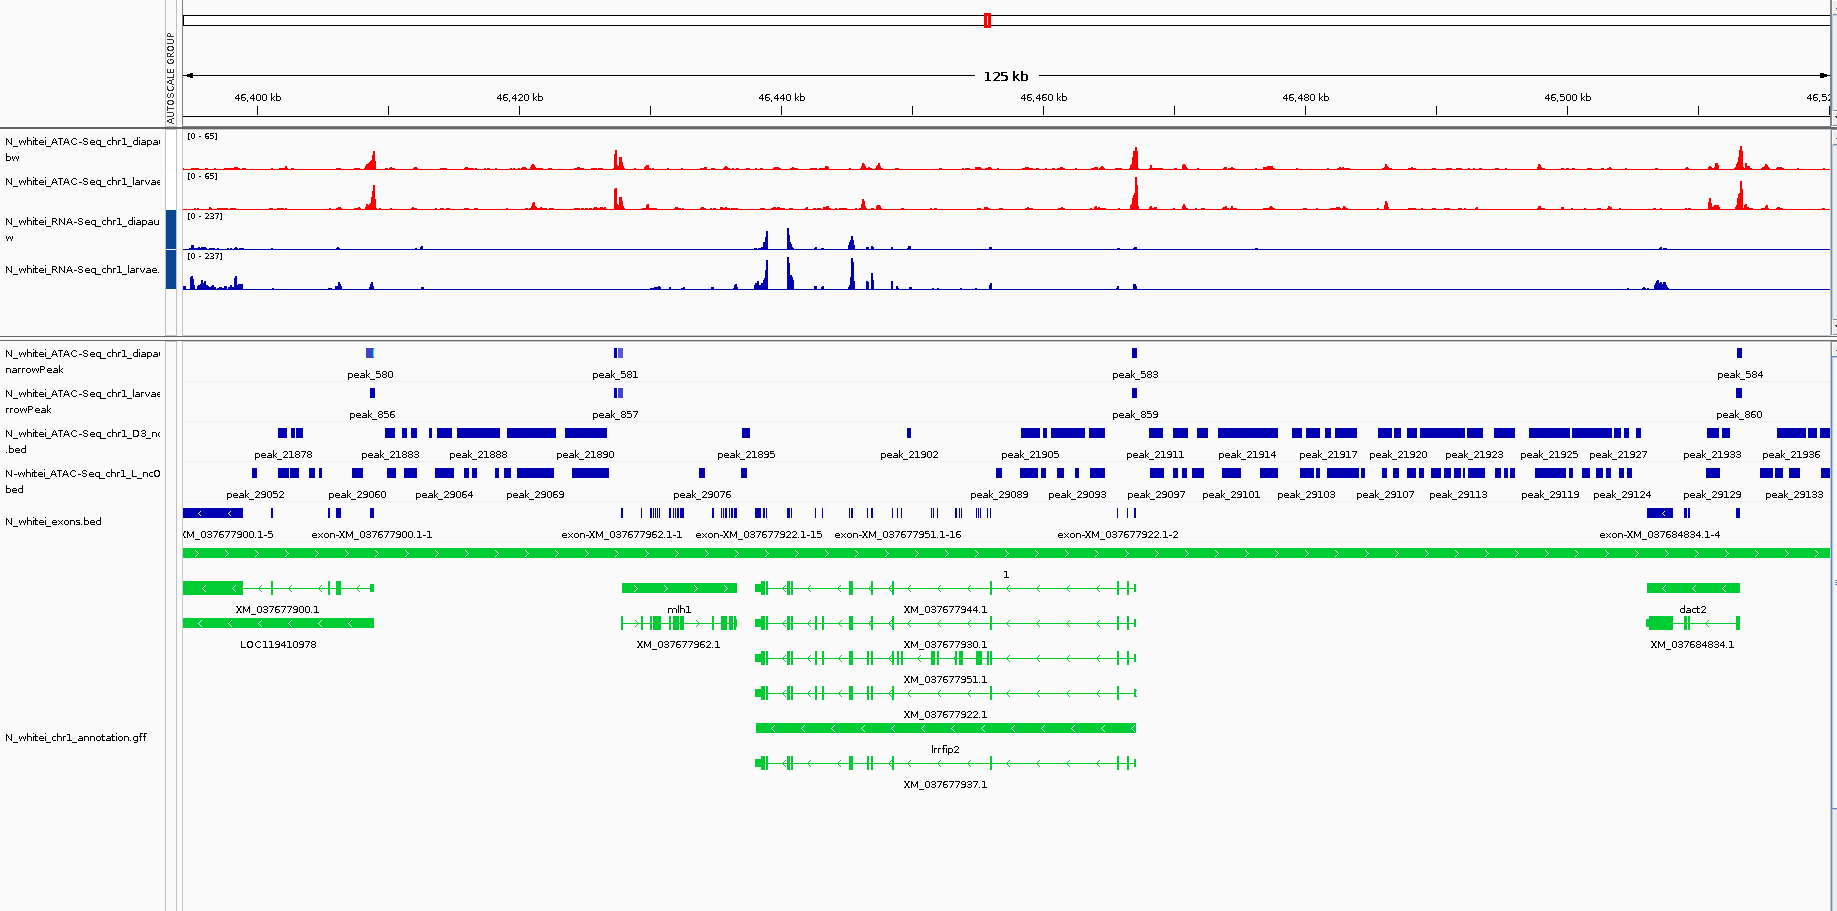 AUTOSCALE GROUP
125 kb
46,400 kb 46,420 kb 46,440 kb 46,460 kb 46,480 kb 46,500 kb 46,52
N_whitei_ATAC-Seq_chr1_diapau
bw
[0 - 65]
N_whitei_ATAC-Seq_chr1_larvae
[0 - 65]
N_whitei_RNA-Seq_chr1_diapau
w
[0 - 237]
N_whitei_RNA-Seq_chr1_larvae.
[0 - 237]
N_whitei_ATAC-Seq_chr1_diapau
narrowPeak
peak_580 peak_581 peak_583 peak_584
N_whitei_ATAC-Seq_chr1_larvae
rrowPeak
peak_856 peak_857 peak_859 peak_860
N_whitei_ATAC-Seq_chr1_D3_nc
.bed
peak_21878 peak_21883 peak_21888 peak_21890 peak_21895 peak_21902 peak_21905 peak_21911 peak_21914 peak_21917 peak_21920 peak_21923 peak_21925 peak_21927 peak_21933 peak_21936
N-whitei_ATAC-Seq_chr1_L_nc0
bed
peak_29052 peak_29060 peak_29064 peak_29069 peak_29076 peak_29089 peak_29093 peak_29097 peak_29101 peak_29103 peak_29107 peak_29113 peak_29119 peak_29124 peak_29129 peak_29133
N_whitei_exons.bed
XM_037677900.1-5 exon-XM_037677900.1-1 exon-XM_037677962.1-1 exon-XM_037677922.1-15 exon-XM_037677951.1-16 exon-XM_037677922.1-2 exon-XM_037684834.1-4
1
XM_037677900.1 mlh1 XM_037677944.1 dact2
LOC119410978 XM_037677962.1 XM_037677930.1 XM_037684834.1
XM_037677951.1
XM_037677922.1
N_whitei_chr1_annotation.gff
lrrfip2
XM_037677937.1